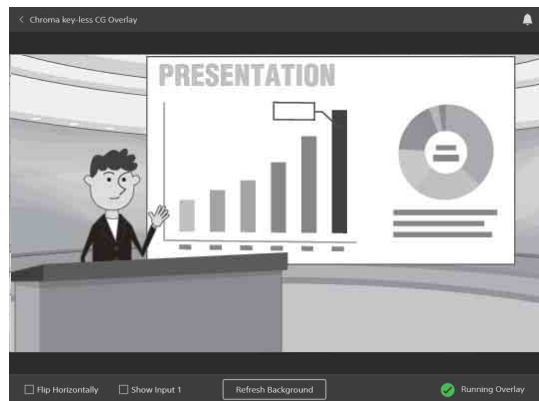 Chroma key-less CG Overlay
PRESENTATION
Flip Horizontally
Show Input 1
Refresh Background
Running Overlay